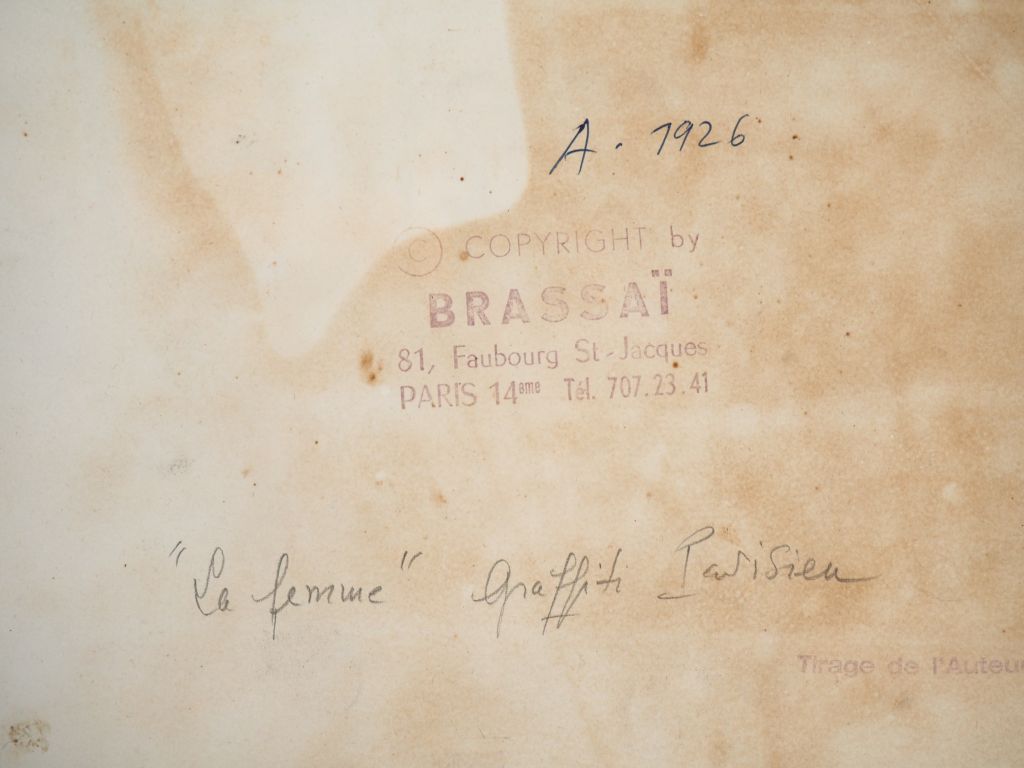 A. 1926
© COPYRIGHT by
BRASSAÏ
81, Faubourg St-Jacques
PARIS 14eme Tél. 707.23.41
"La femme" Graffiti Parisien
Tirage de l'Auteu